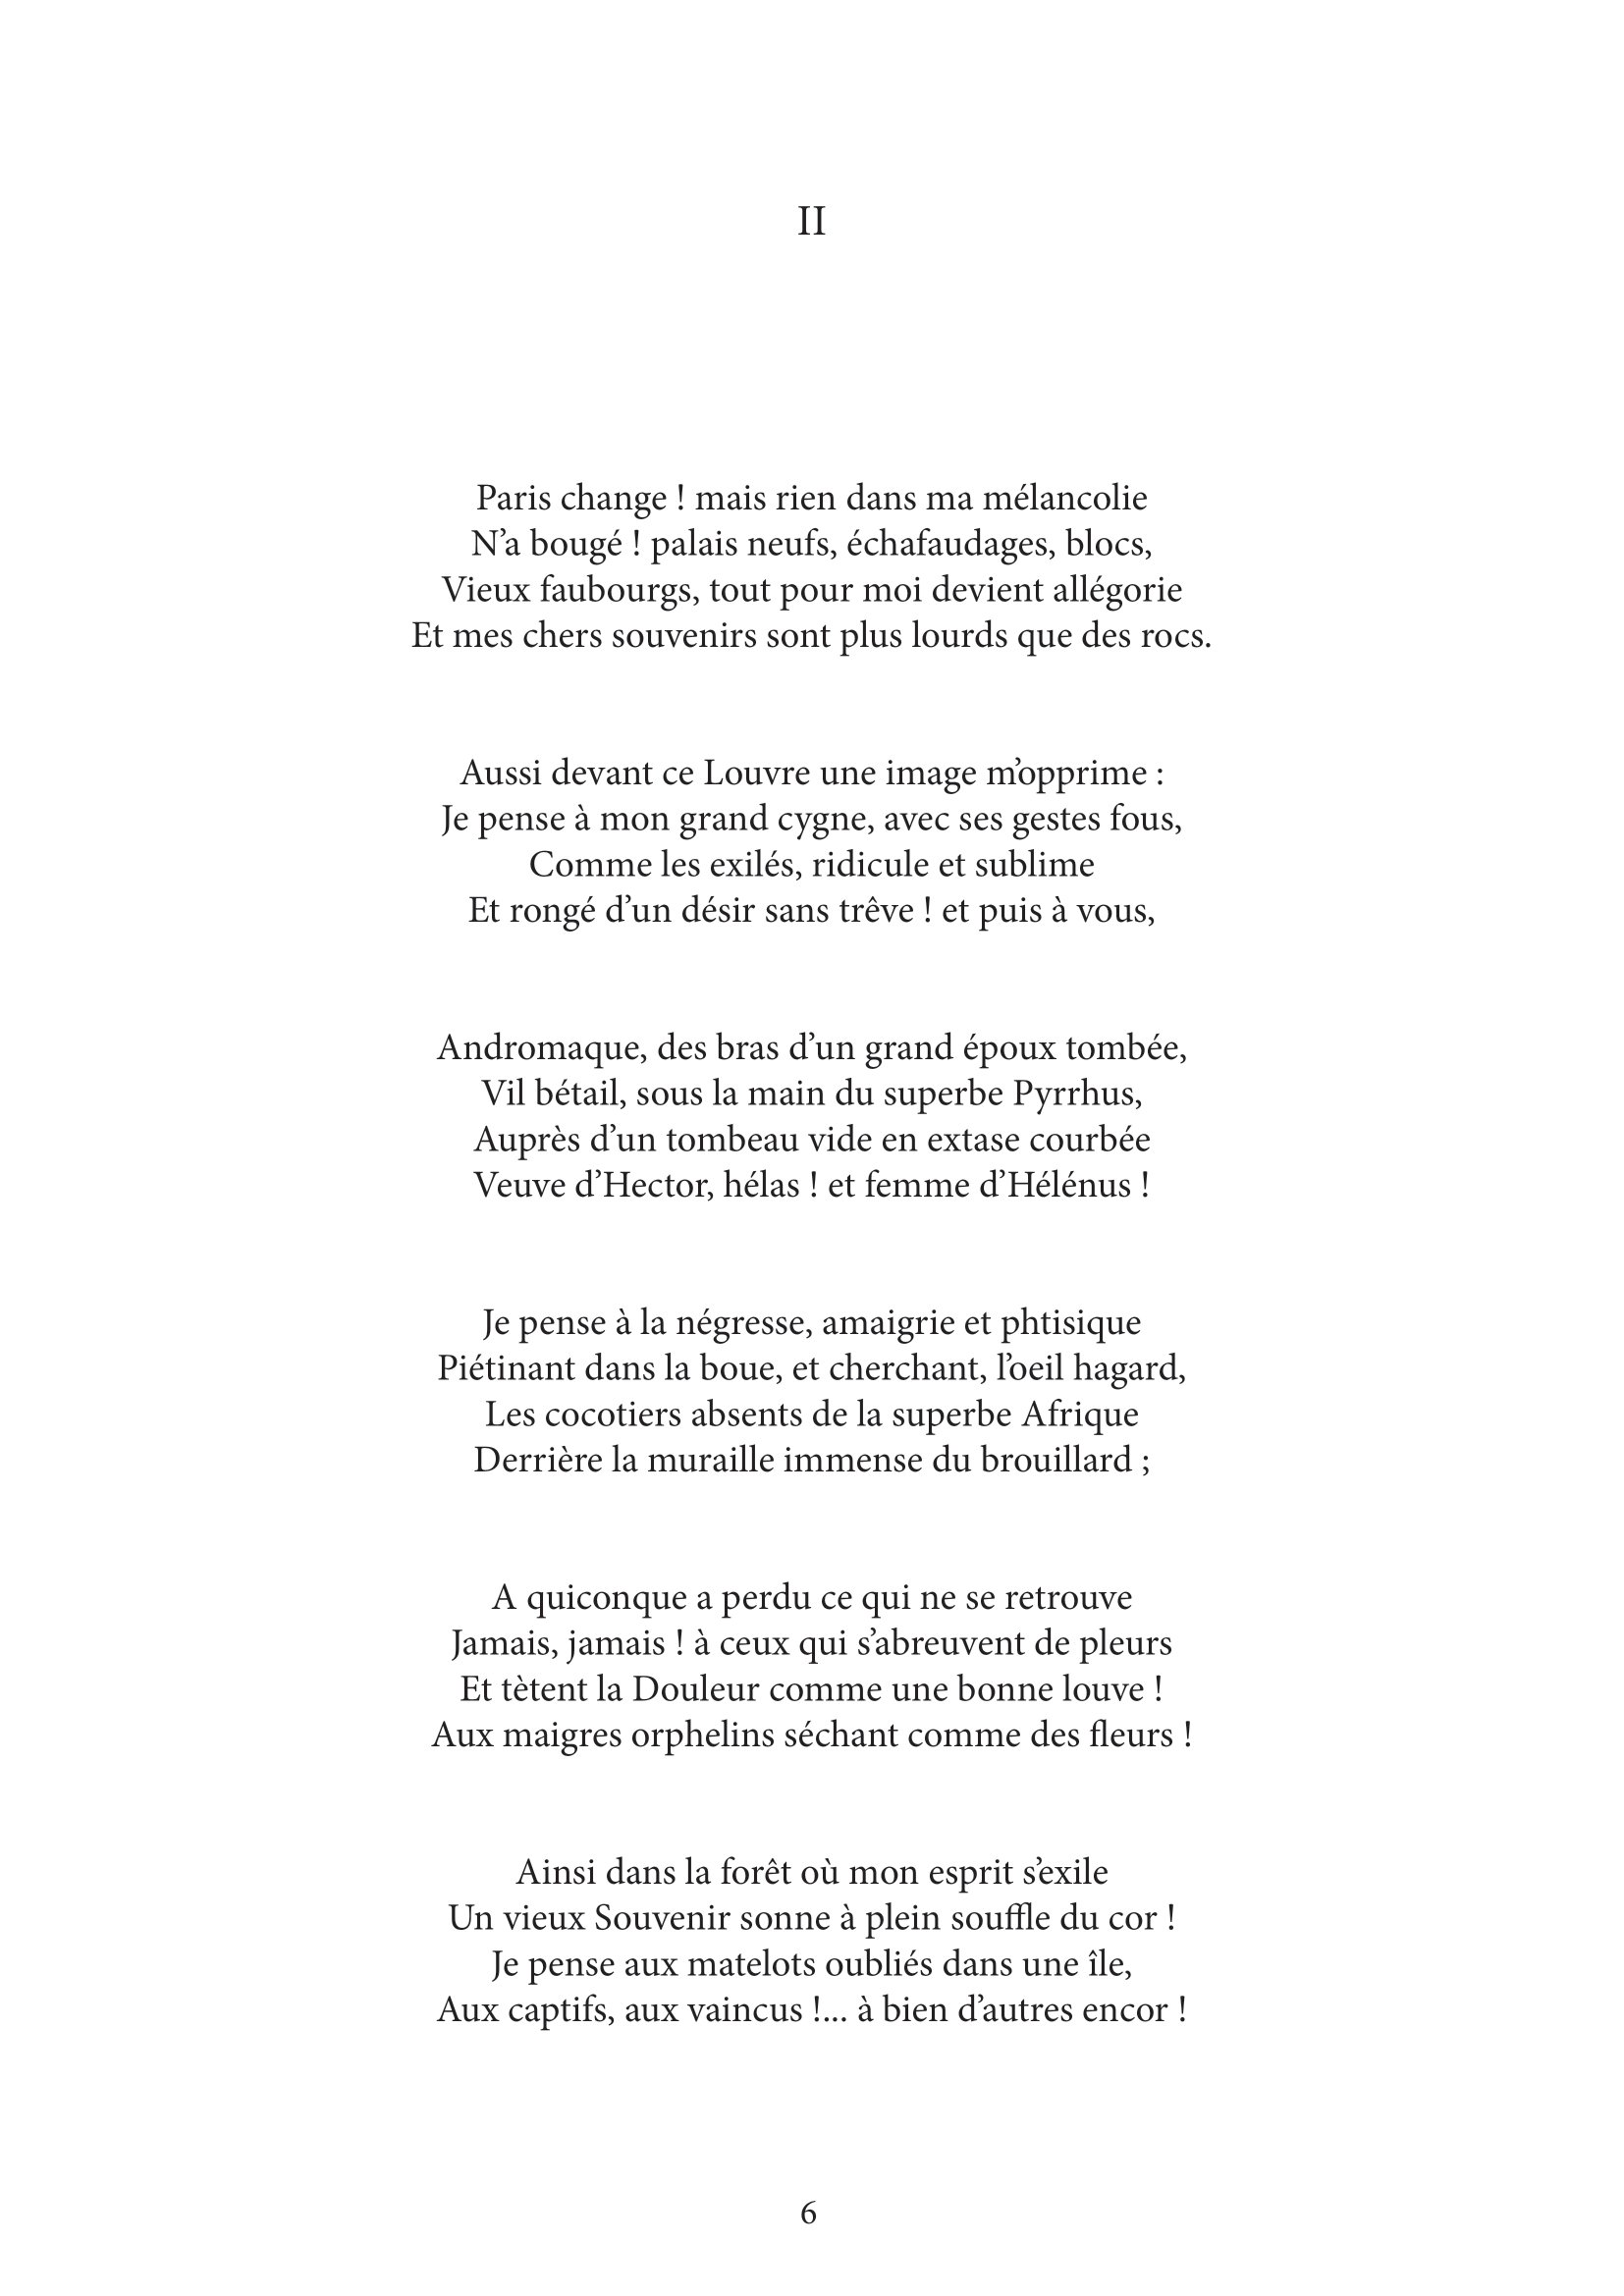 II
Paris change ! mais rien dans ma mélancolie
N’a bougé ! palais neufs, échafaudages, blocs,
Vieux faubourgs, tout pour moi devient allégorie
Et mes chers souvenirs sont plus lourds que des rocs.
Aussi devant ce Louvre une image m’opprime :
Je pense à mon grand cygne, avec ses gestes fous,
Comme les exilés, ridicule et sublime
Et rongé d’un désir sans trêve ! et puis à vous,
Andromaque, des bras d’un grand époux tombée,
Vil bétail, sous la main du superbe Pyrrhus,
Auprès d’un tombeau vide en extase courbée
Veuve d’Hector, hélas ! et femme d’Hélénus !
Je pense à la négresse, amaigrie et phtisique
Piétinant dans la boue, et cherchant, l’oeil hagard,
Les cocotiers absents de la superbe Afrique
Derrière la muraille immense du brouillard ;
A quiconque a perdu ce qui ne se retrouve
Jamais, jamais ! à ceux qui s’abreuvent de pleurs
Et tètent la Douleur comme une bonne louve !
Aux maigres orphelins séchant comme des fleurs !
Ainsi dans la forêt où mon esprit s’exile
Un vieux Souvenir sonne à plein souffle du cor !
Je pense aux matelots oubliés dans une île,
Aux captifs, aux vaincus !... à bien d’autres encor !
6